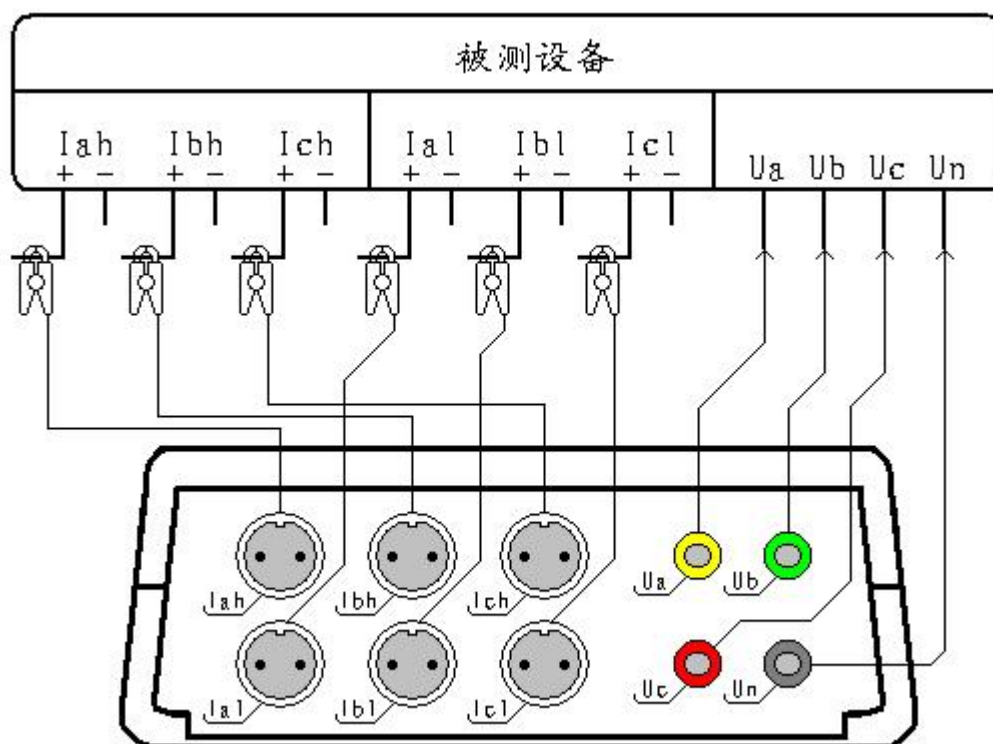 被测设备
Iah Ibh Ich Ial Ibl Icl Ua Ub Uc Un
+ - + - + - + - + - + -
Iah Ibh Ich Ua Ub
Ial Ibl Icl Uc Un